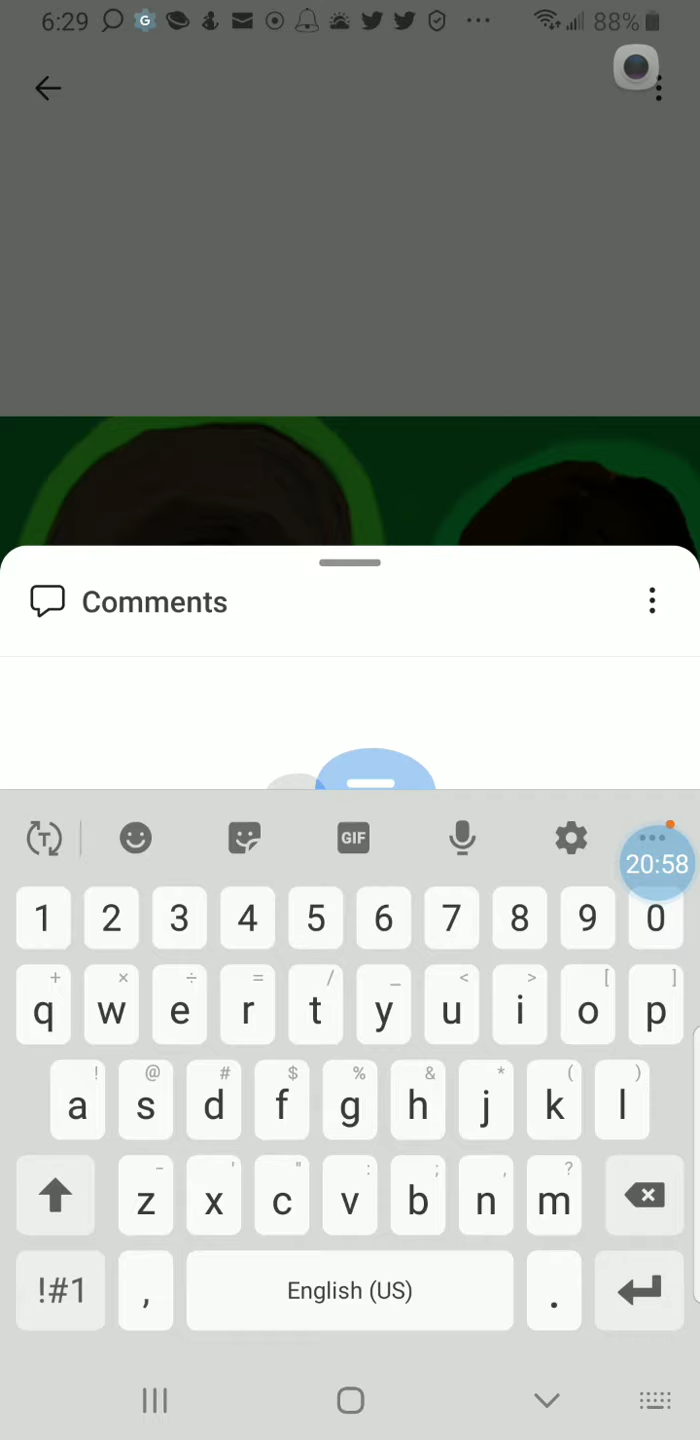 6:29 G 88%
Comments
T GIF 20:58
1 2 3 4 5 6 7 8 9 0
+ × ÷ = / _ < > [ ]
q w e r t y u i o p
! @ # $ % & * ( )
a s d f g h j k l
- ' " : ; , ?
z x c v b n m
!#1 , English (US) .